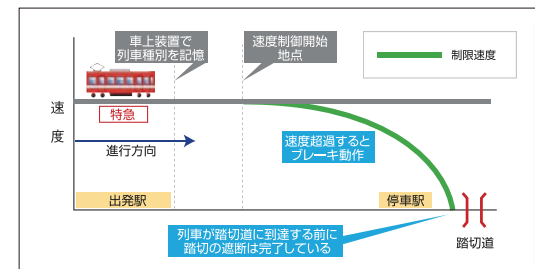 車上装置で
列車種別を記憶
速度制御開始
地点
制限速度
速
度
特急
進行方向
速度超過すると
ブレーキ動作
出発駅
停車駅
列車が踏切道に到達する前に
踏切の遮断は完了している
踏切道